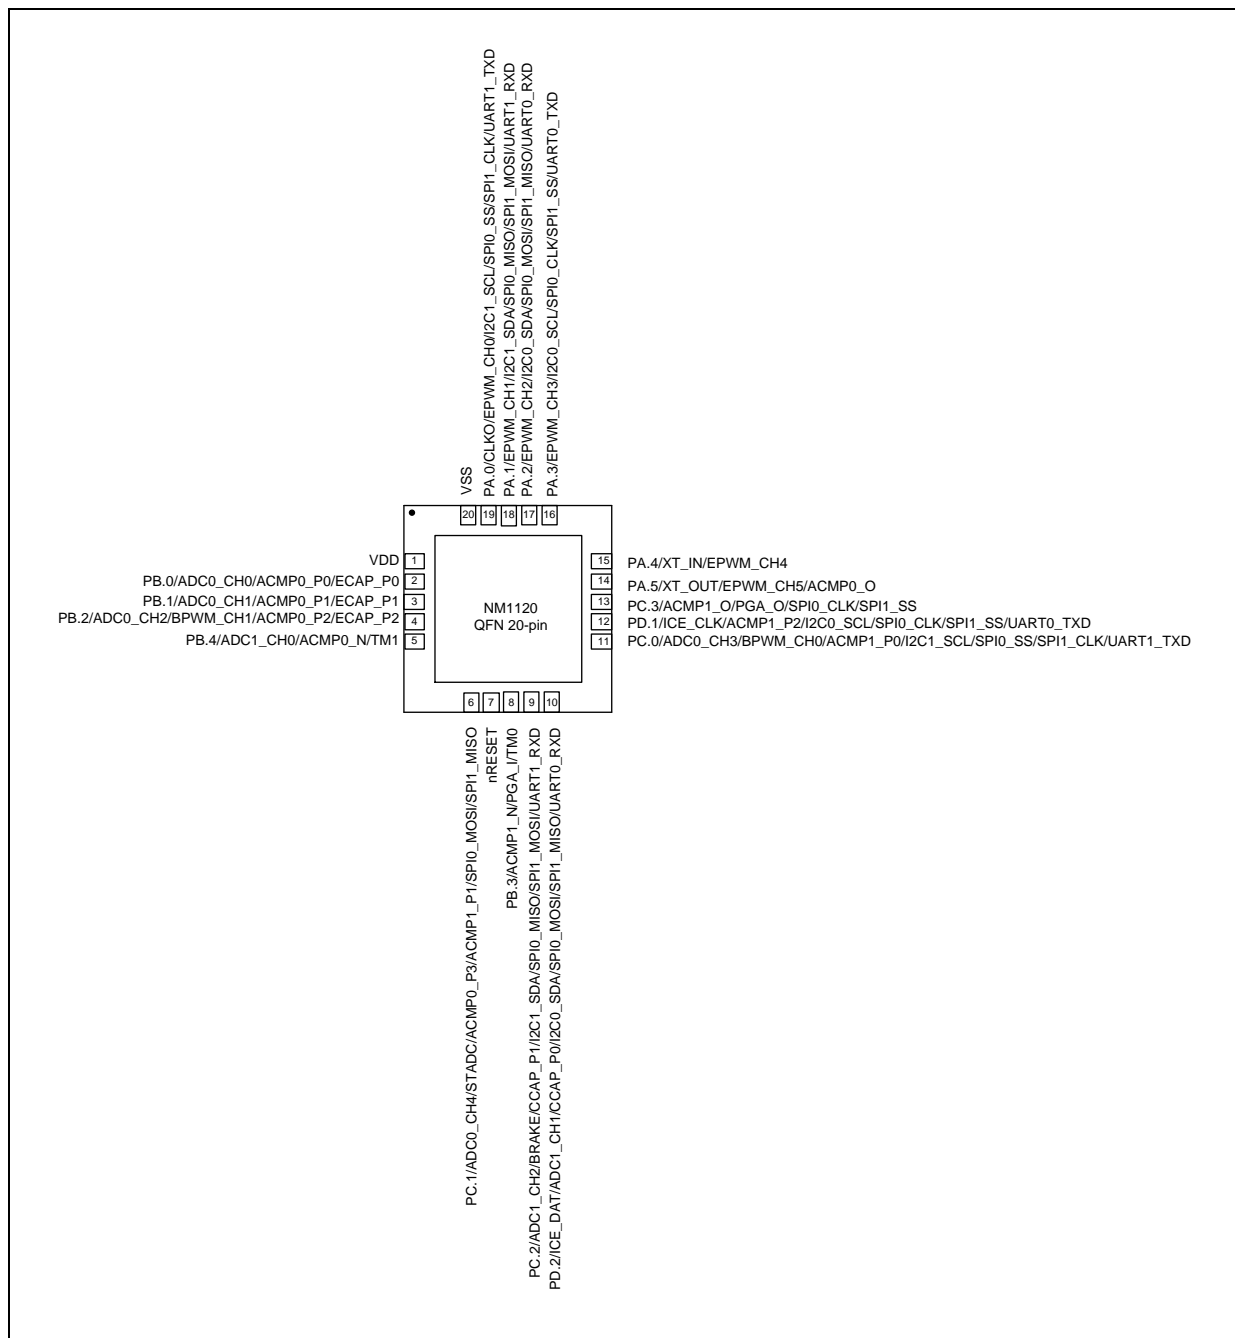 PA.0/CLKO/EPWM_CH0/I2C1_SCL/SPI0_SS/SPI1_CLK/UART1_TXD
PA.1/EPWM_CH1/I2C1_SDA/SPI0_MISO/SPI1_MOSI/UART1_RXD
PA.2/EPWM_CH2/I2C0_SDA/SPI0_MOSI/SPI1_MISO/UART0_RXD
PA.3/EPWM_CH3/I2C0_SCL/SPI0_CLK/SPI1_SS/UART0_TXD
VSS
20
19
18
17
16
VDD
1
PB.0/ADC0_CH0/ACMP0_P0/ECAP_P0
2
PB.1/ADC0_CH1/ACMP0_P1/ECAP_P1
3
PB.2/ADC0_CH2/BPWM_CH1/ACMP0_P2/ECAP_P2
4
PB.4/ADC1_CH0/ACMP0_N/TM1
5
NM1120
QFN 20-pin
15
PA.4/XT_IN/EPWM_CH4
14
PA.5/XT_OUT/EPWM_CH5/ACMP0_O
13
PC.3/ACMP1_O/PGA_O/SPI0_CLK/SPI1_SS
12
PD.1/ICE_CLK/ACMP1_P2/I2C0_SCL/SPI0_CLK/SPI1_SS/UART0_TXD
11
PC.0/ADC0_CH3/BPWM_CH0/ACMP1_P0/I2C1_SCL/SPI0_SS/SPI1_CLK/UART1_TXD
6
7
8
9
10
PC.1/ADC0_CH4/STADC/ACMP0_P3/ACMP1_P1/SPI0_MOSI/SPI1_MISO
nRESET
PB.3/ACMP1_N/PGA_I/TM0
PC.2/ADC1_CH2/BRAKE/CCAP_P1/I2C1_SDA/SPI0_MISO/SPI1_MOSI/UART1_RXD
PD.2/ICE_DAT/ADC1_CH1/CCAP_P0/I2C0_SDA/SPI0_MOSI/SPI1_MISO/UART0_RXD